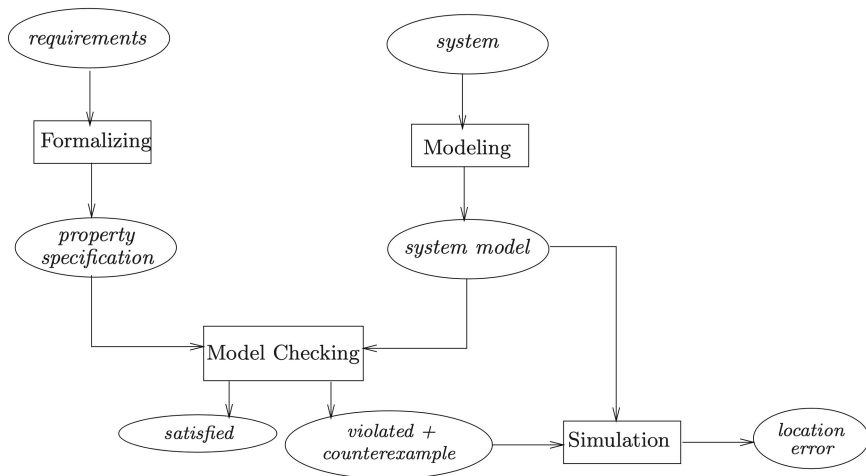 requirements
system
Formalizing
Modeling
property
specification
system model
Model Checking
satisfied
violated +
counterexample
Simulation
location
error